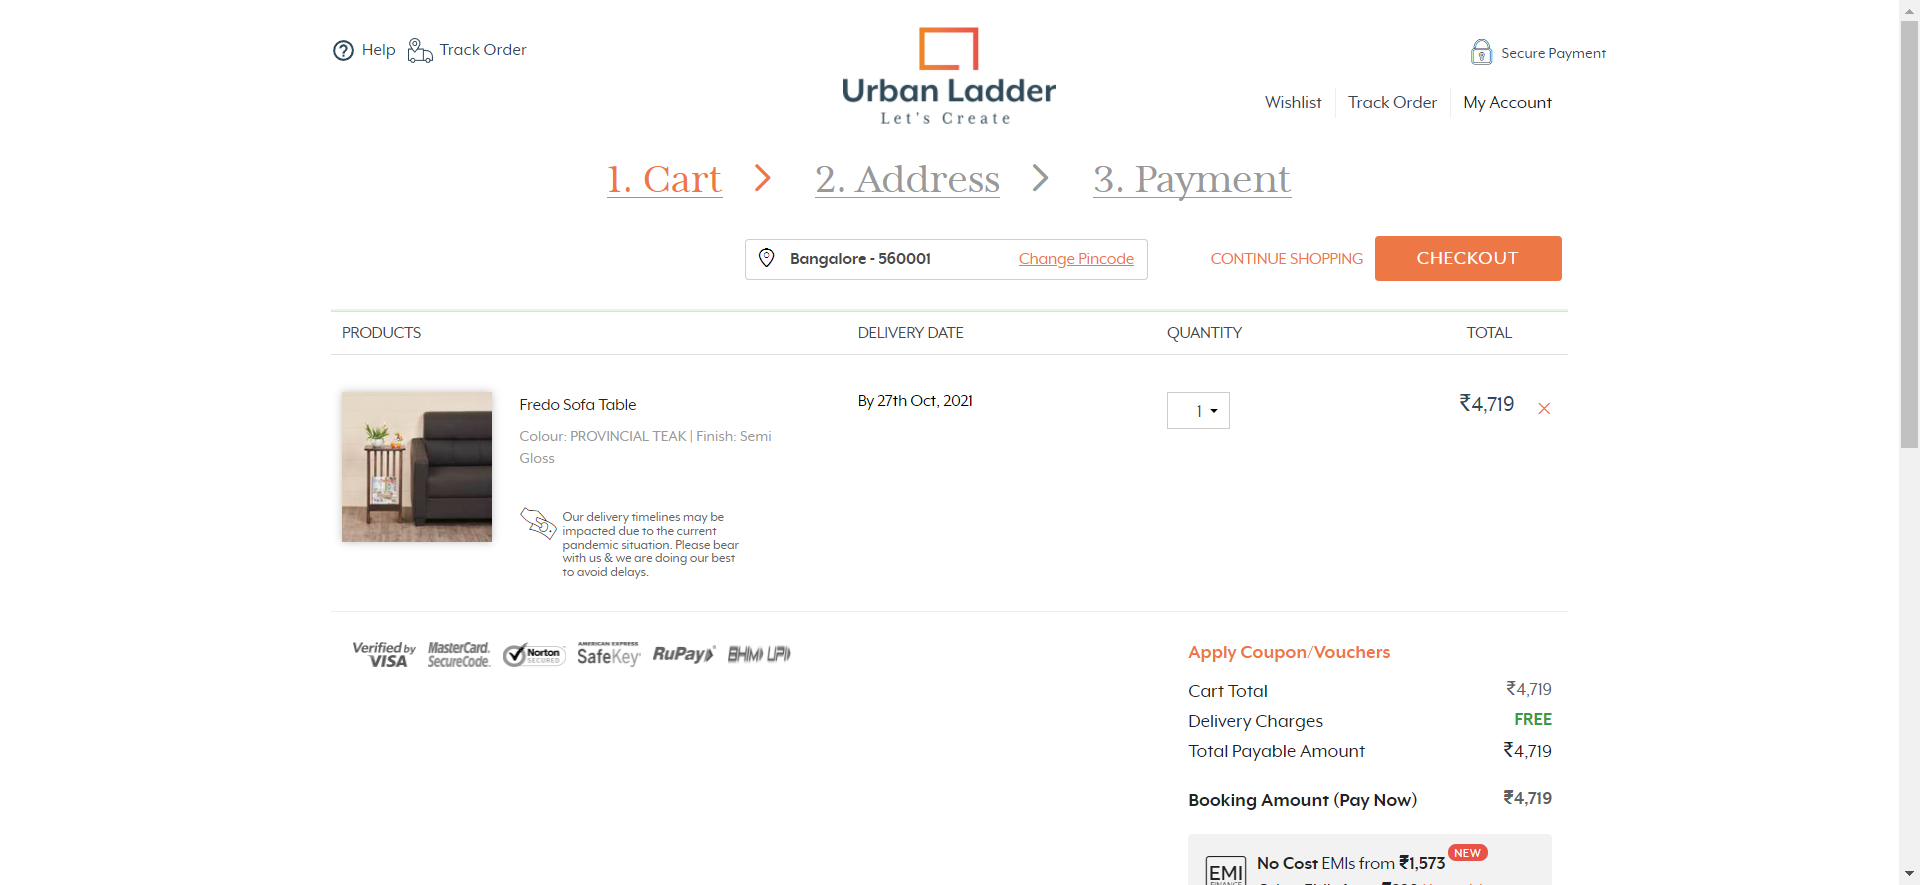 Help Track Order
Urban Ladder
Let's Create
Secure Payment
Wishlist Track Order My Account
1. Cart 2. Address 3. Payment
Bangalore - 560001 Change Pincode CONTINUE SHOPPING CHECKOUT
PRODUCTS DELIVERY DATE QUANTITY TOTAL
Fredo Sofa Table By 27th Oct, 2021 1 ₹4,719
Colour: PROVINCIAL TEAK | Finish: Semi
Gloss
Our delivery timelines may be
impacted due to the current
pandemic situation. Please bear
with us & we are doing our best
to avoid delays.
Verified by
VISA
MasterCard.
SecureCode.
Norton
SECURED
AMERICAN EXPRESS
SafeKey
RuPay
BHIM UPI
Apply Coupon/Vouchers
Cart Total ₹4,719
Delivery Charges FREE
Total Payable Amount ₹4,719
Booking Amount (Pay Now) ₹4,719
EMI
No Cost EMIs from ₹1,573 NEW